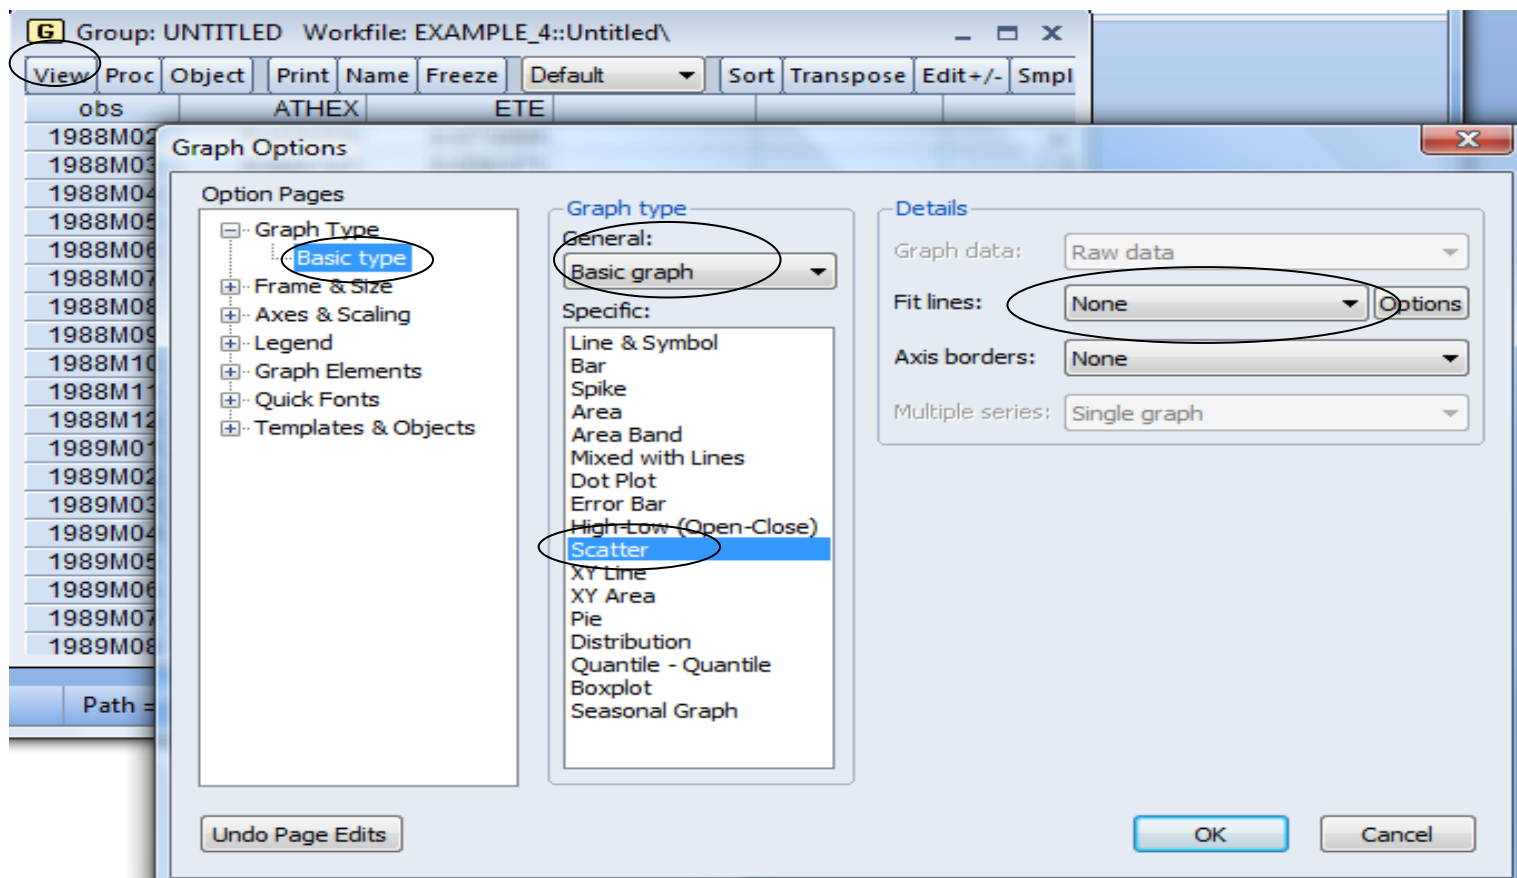 G Group: UNTITLED Workfile: EXAMPLE_4::Untitled\
View Proc Object Print Name Freeze Default Sort Transpose Edit+/- Smpl
obs ATHEX ETE
1988M02
1988M03
1988M04
1988M05
1988M06
1988M07
1988M08
1988M09
1988M10
1988M11
1988M12
1989M01
1989M02
1989M03
1989M04
1989M05
1989M06
1989M07
1989M08
Path =
Graph Options
Option Pages
Graph Type
Basic type
Frame & Size
Axes & Scaling
Legend
Graph Elements
Quick Fonts
Templates & Objects
Graph type
General:
Basic graph
Specific:
Line & Symbol
Bar
Spike
Area
Area Band
Mixed with Lines
Dot Plot
Error Bar
High-Low (Open-Close)
Scatter
XY Line
XY Area
Pie
Distribution
Quantile - Quantile
Boxplot
Seasonal Graph
Details
Graph data: Raw data
Fit lines: None Options
Axis borders: None
Multiple series: Single graph
Undo Page Edits
OK Cancel